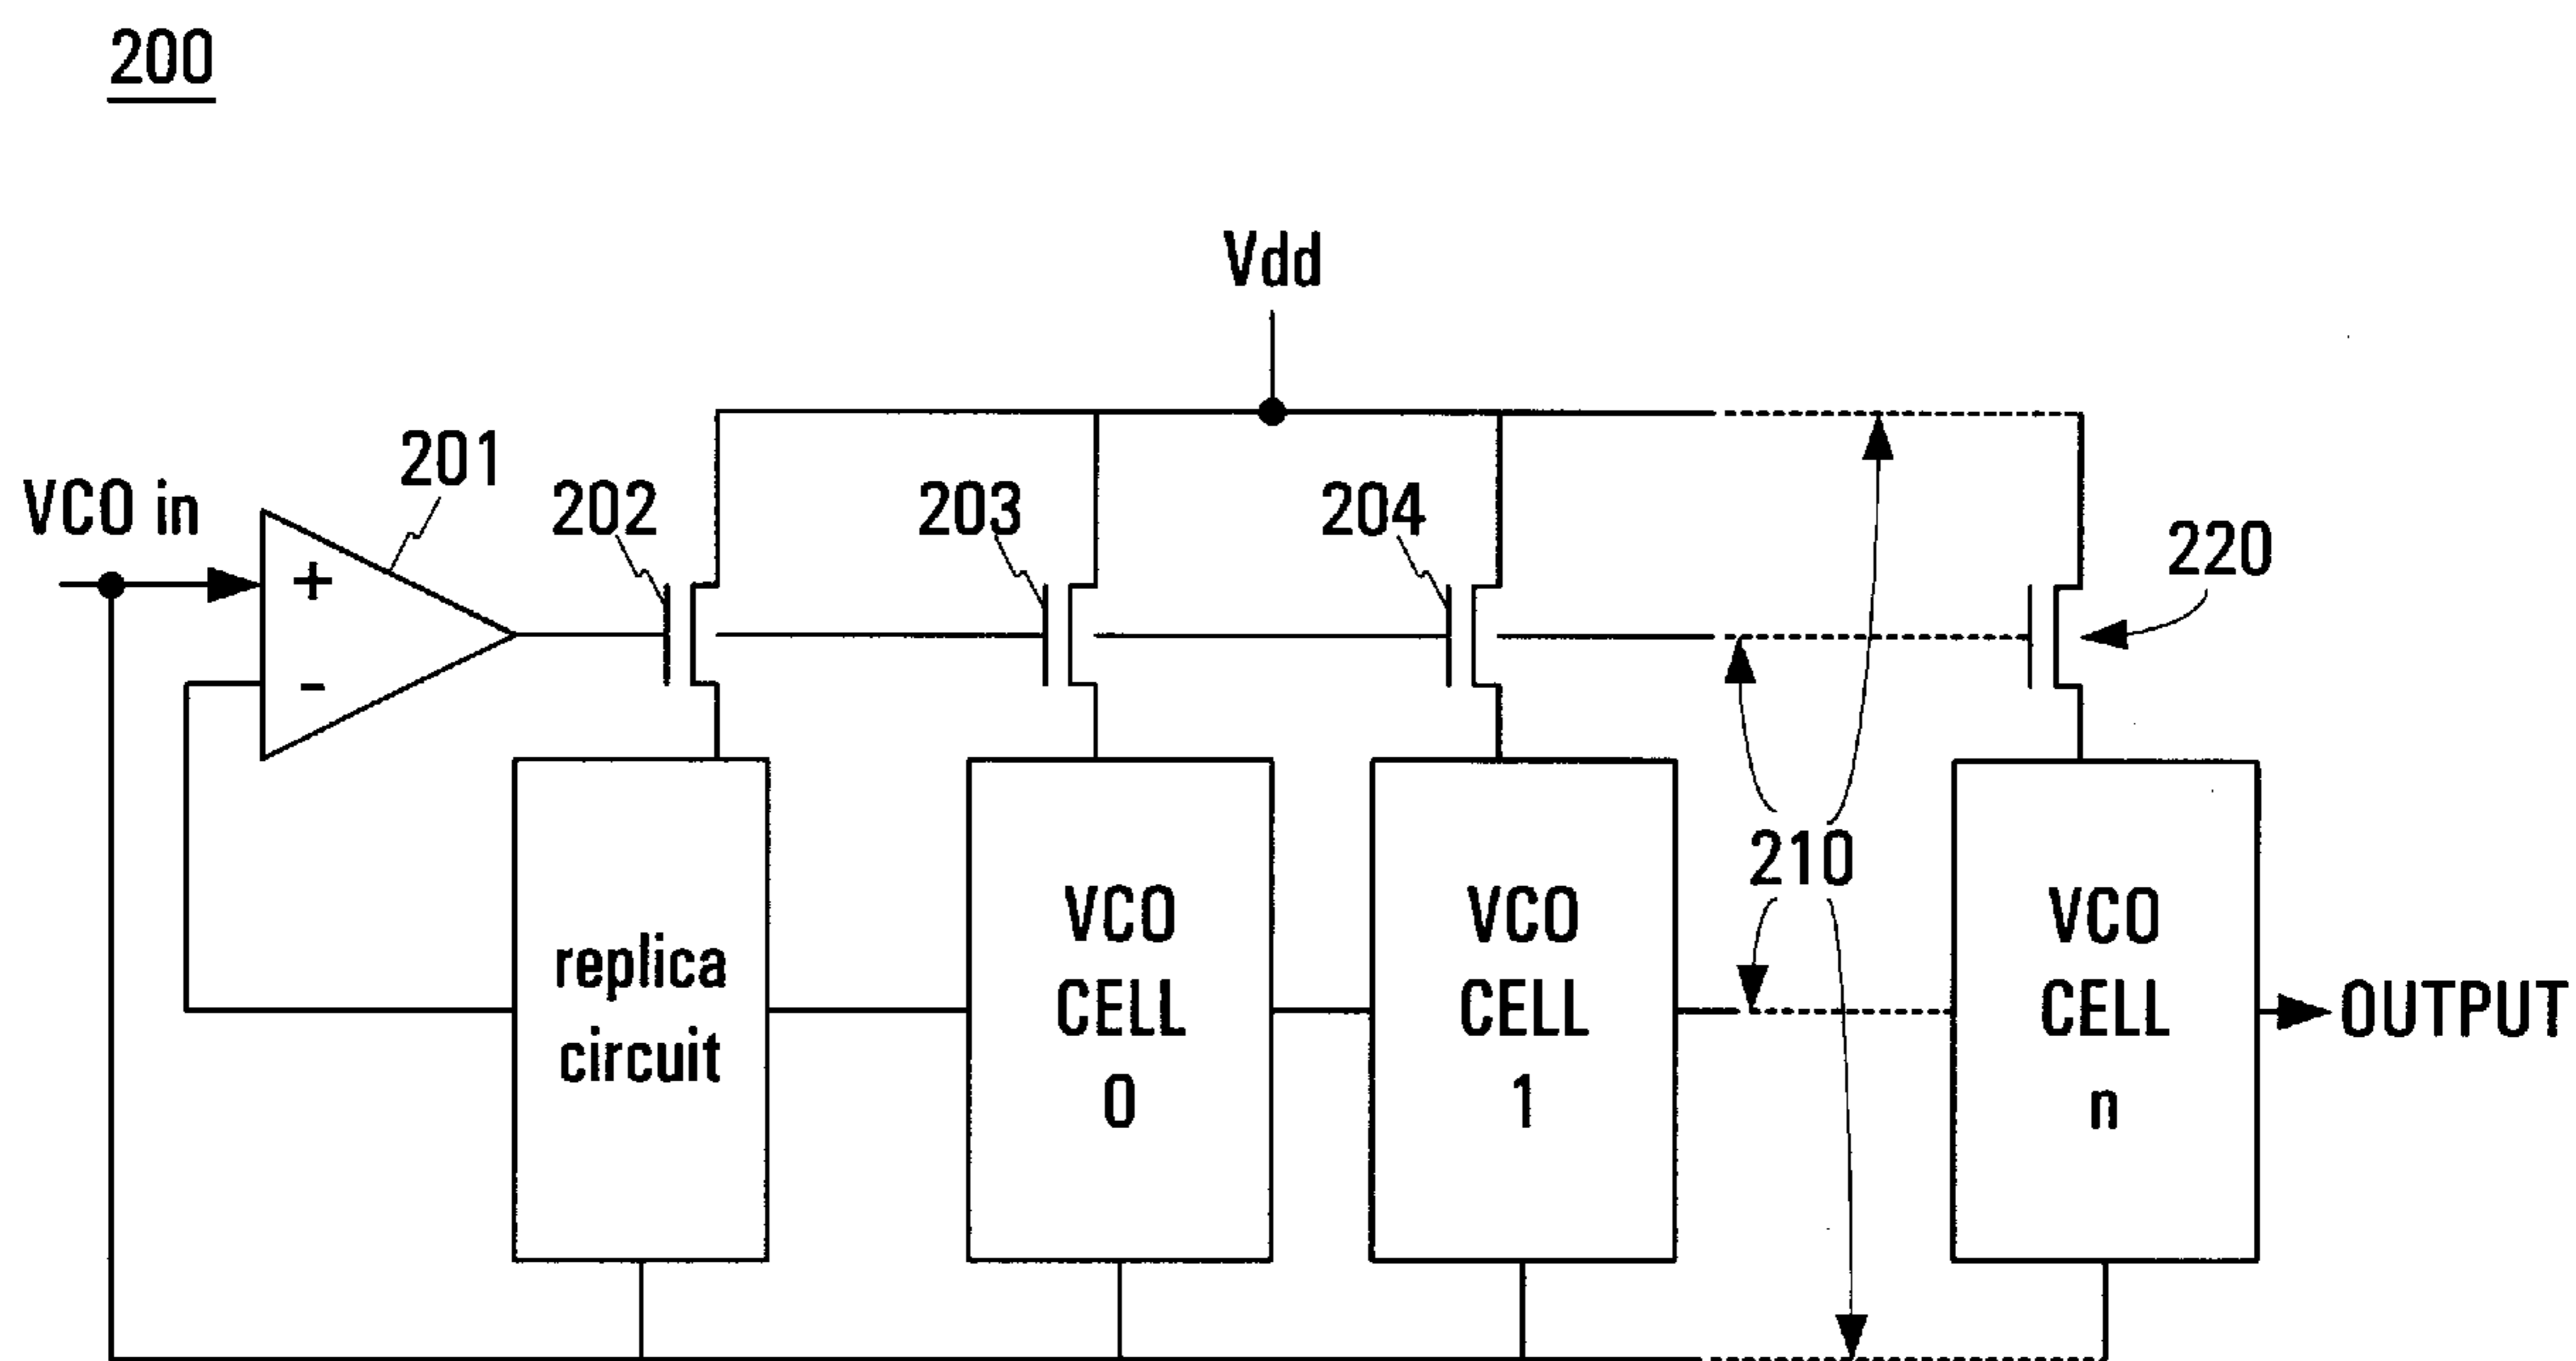 200
Vdd
VCO in
201
202
203
204
220
+
-
210
replica
circuit
VCO
CELL
0
VCO
CELL
1
VCO
CELL
n
OUTPUT